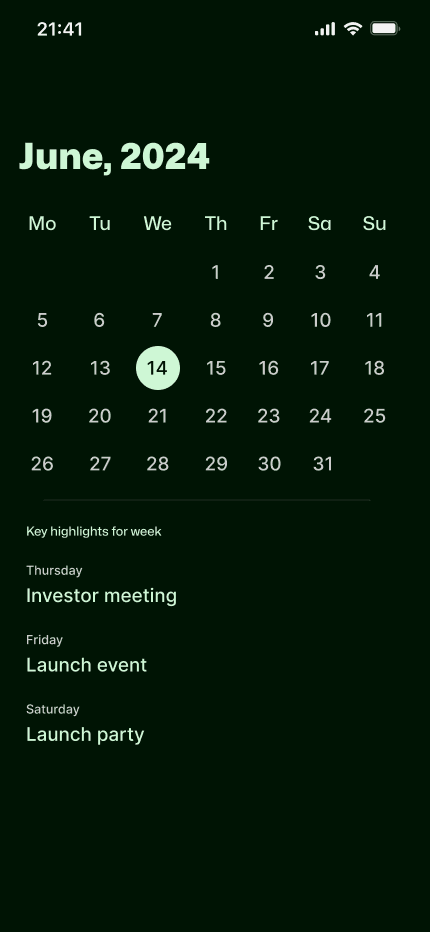 21:41
June, 2024
Mo Tu We Th Fr Sa Su
1 2 3 4
5 6 7 8 9 10 11
12 13 14 15 16 17 18
19 20 21 22 23 24 25
26 27 28 29 30 31
Key highlights for week
Thursday
Investor meeting
Friday
Launch event
Saturday
Launch party